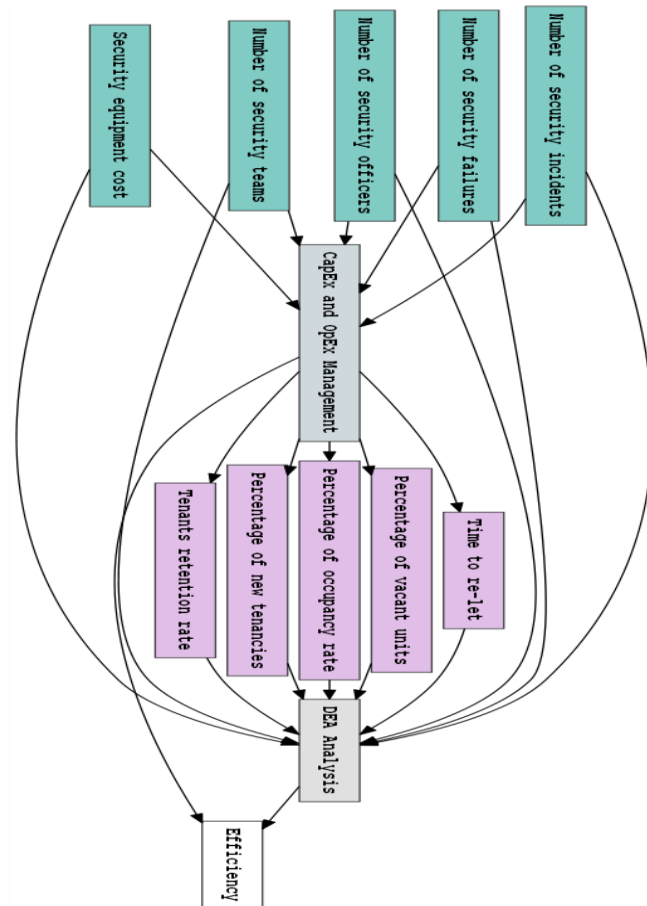 Number of security incidents
Number of security failures
Number of security officers
Number of security teams
Security equipment cost
CapEx and OpEx Management
Time to re-let
Percentage of vacant units
Percentage of occupancy rate
Percentage of new tenancies
Tenants retention rate
DEA Analysis
Efficiency